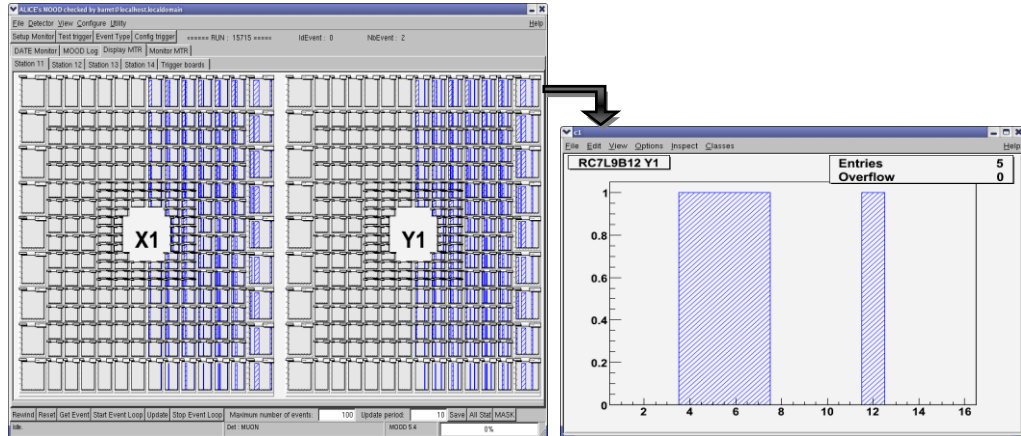 ALICE's MOOD checked by barret@localhost.localdomain
File Detector View Configure Utility Help
Setup Monitor Test trigger Event Type Config trigger ===== RUN : 15715 ===== IdEvent : 0 NbEvent : 2
DATE Monitor MOOD Log Display MTR Monitor MTR
Station 11 Station 12 Station 13 Station 14 Trigger boards
X1 Y1
Rewind Reset Get Event Start Event Loop Update Stop Event Loop Maximum number of events: 100 Update period: 10 Save All Stat MASK
Idle. Det : MUON MOOD 5.4 0%
c1
File Edit View Options Inspect Classes Help
RC7L9B12 Y1
Entries 5
Overflow 0
1
0.8
0.6
0.4
0.2
0
2 4 6 8 10 12 14 16